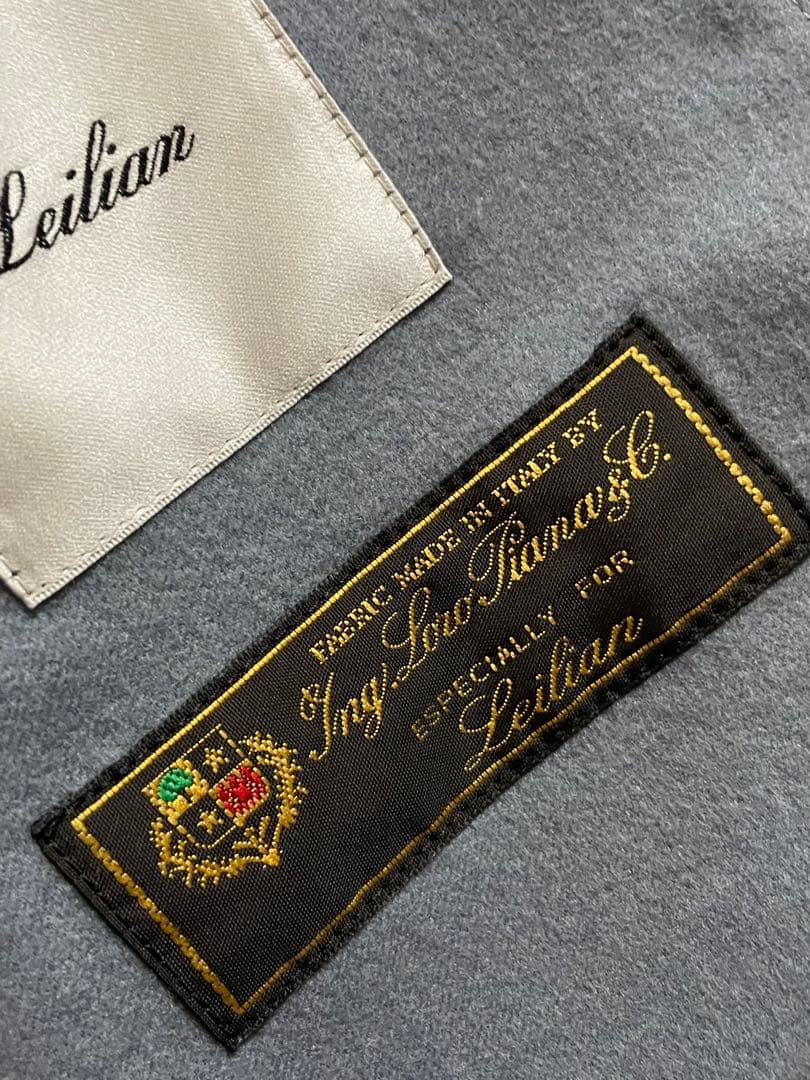 Leilian
FABRIC MADE IN ITALY BY
Ing. Loro Piana & C.
ESPECIALLY FOR
Leilian